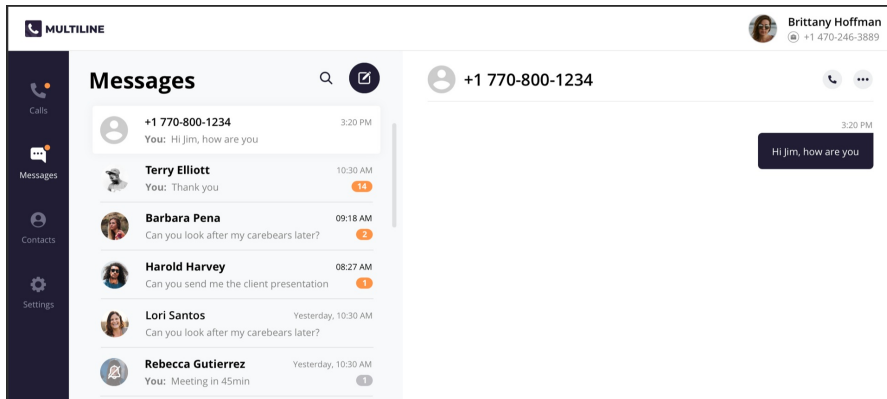 MULTILINE
Brittany Hoffman
+1 470-246-3889
Calls
Messages
Contacts
Settings
Messages
+1 770-800-1234
3:20 PM
You: Hi Jim, how are you
Terry Elliott
10:30 AM
You: Thank you
14
Barbara Pena
09:18 AM
Can you look after my carebears later?
2
Harold Harvey
08:27 AM
Can you send me the client presentation
1
Lori Santos
Yesterday, 10:30 AM
Can you look after my carebears later?
Rebecca Gutierrez
Yesterday, 10:30 AM
You: Meeting in 45min
1
+1 770-800-1234
3:20 PM
Hi Jim, how are you